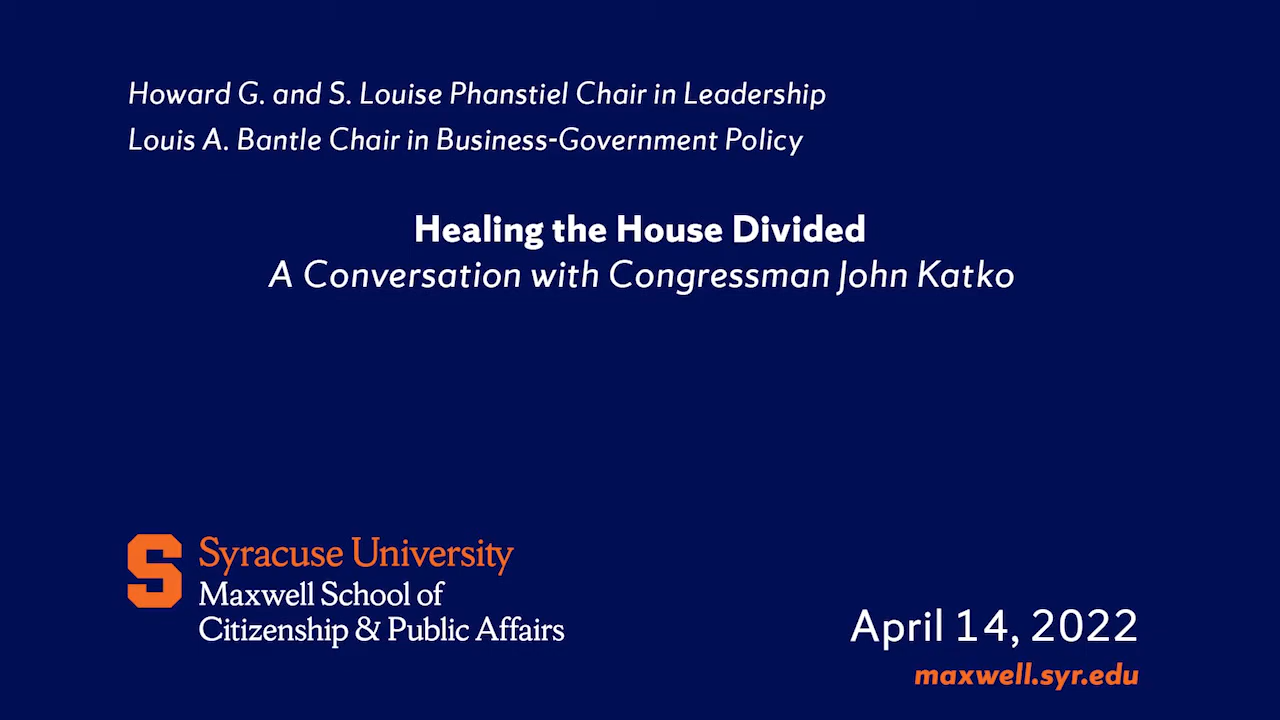 Howard G. and S. Louise Phanstiel Chair in Leadership
Louis A. Bantle Chair in Business-Government Policy
Healing the House Divided
A Conversation with Congressman John Katko
S
Syracuse University
Maxwell School of
Citizenship & Public Affairs
April 14, 2022
maxwell.syr.edu